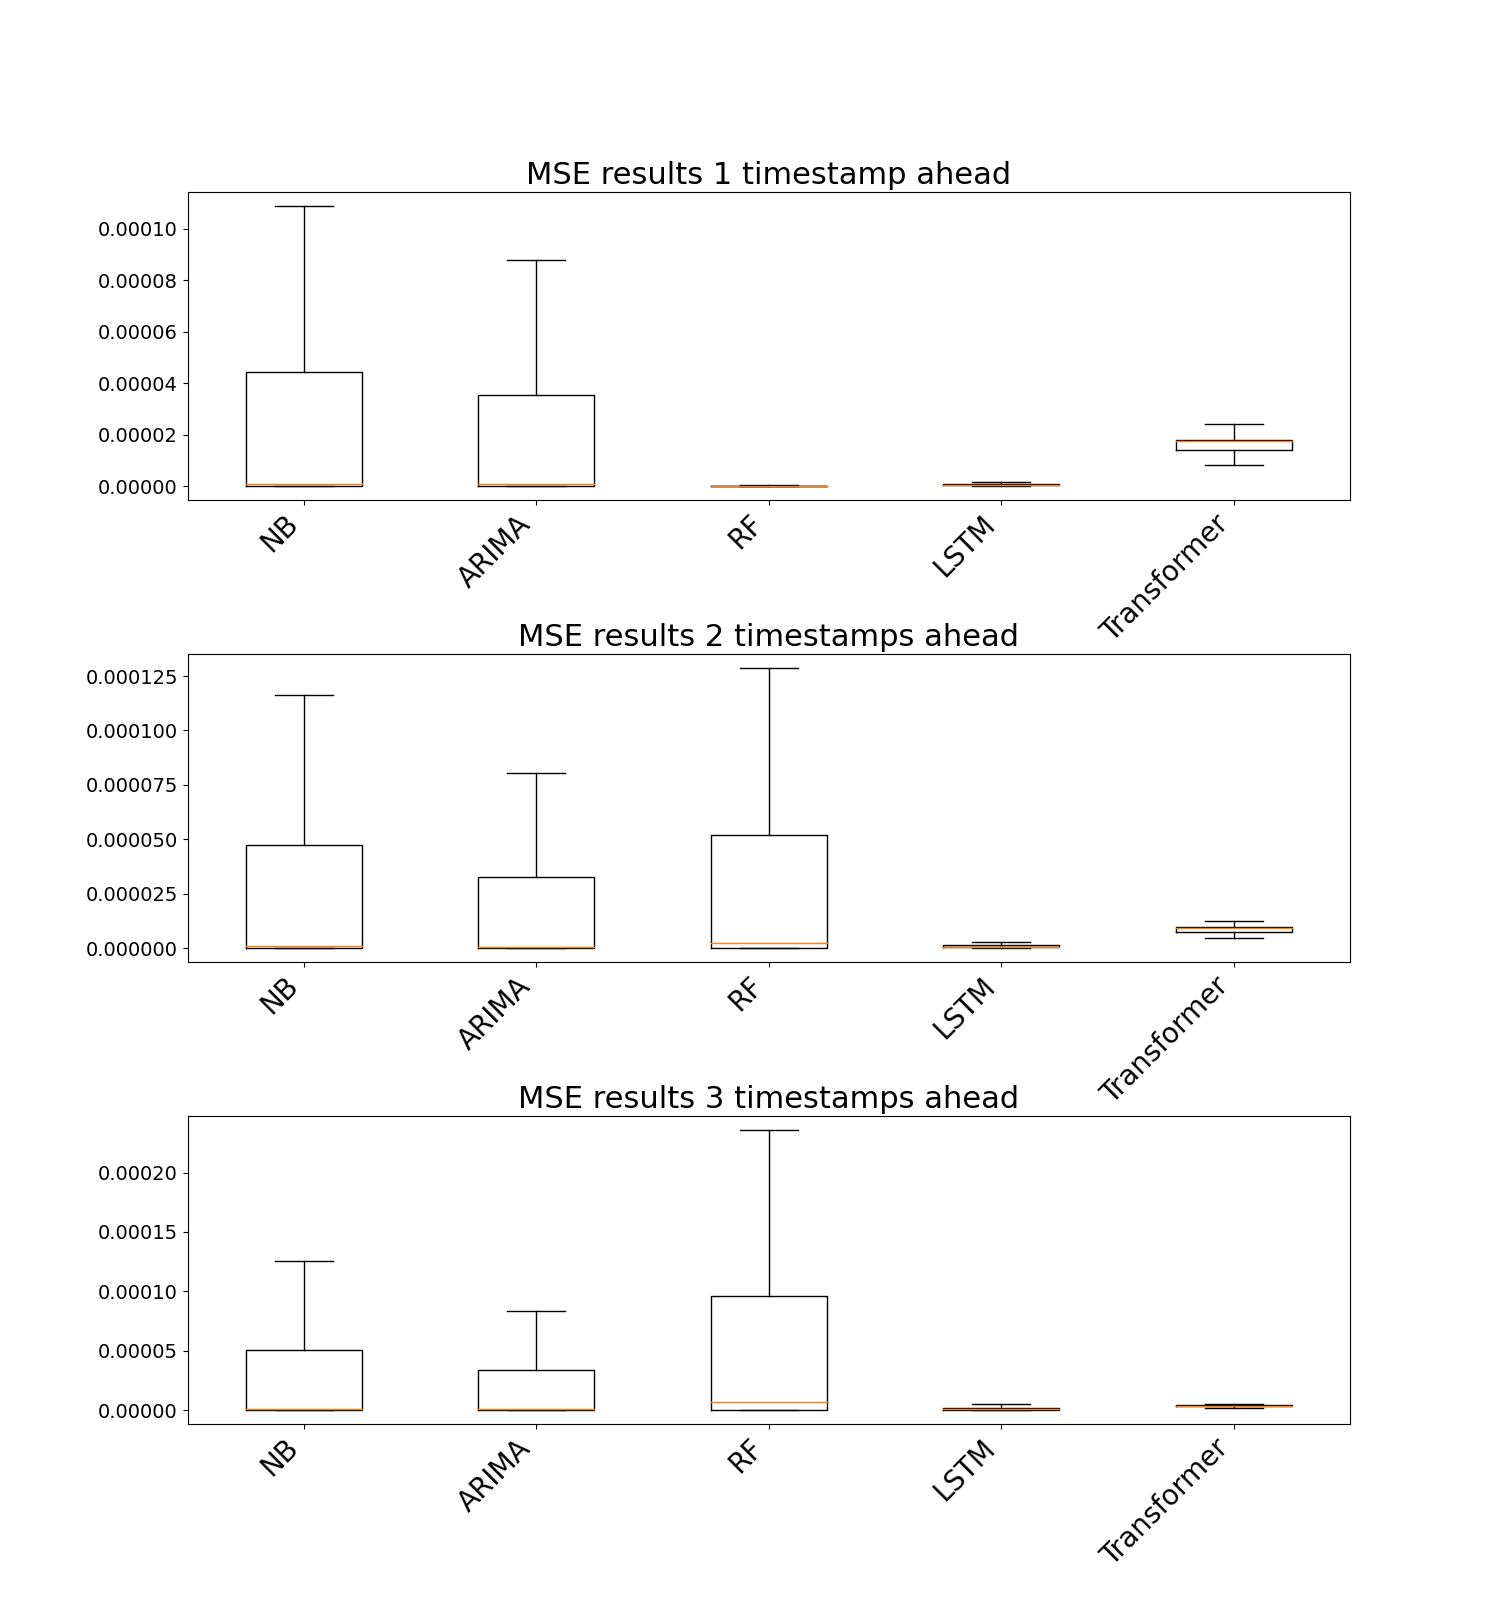 MSE results 1 timestamp ahead
0.00010
0.00008
0.00006
0.00004
0.00002
0.00000
NB
ARIMA
RF
LSTM
Transformer
MSE results 2 timestamps ahead
0.000125
0.000100
0.000075
0.000050
0.000025
0.000000
NB
ARIMA
RF
LSTM
Transformer
MSE results 3 timestamps ahead
0.00020
0.00015
0.00010
0.00005
0.00000
NB
ARIMA
RF
LSTM
Transformer